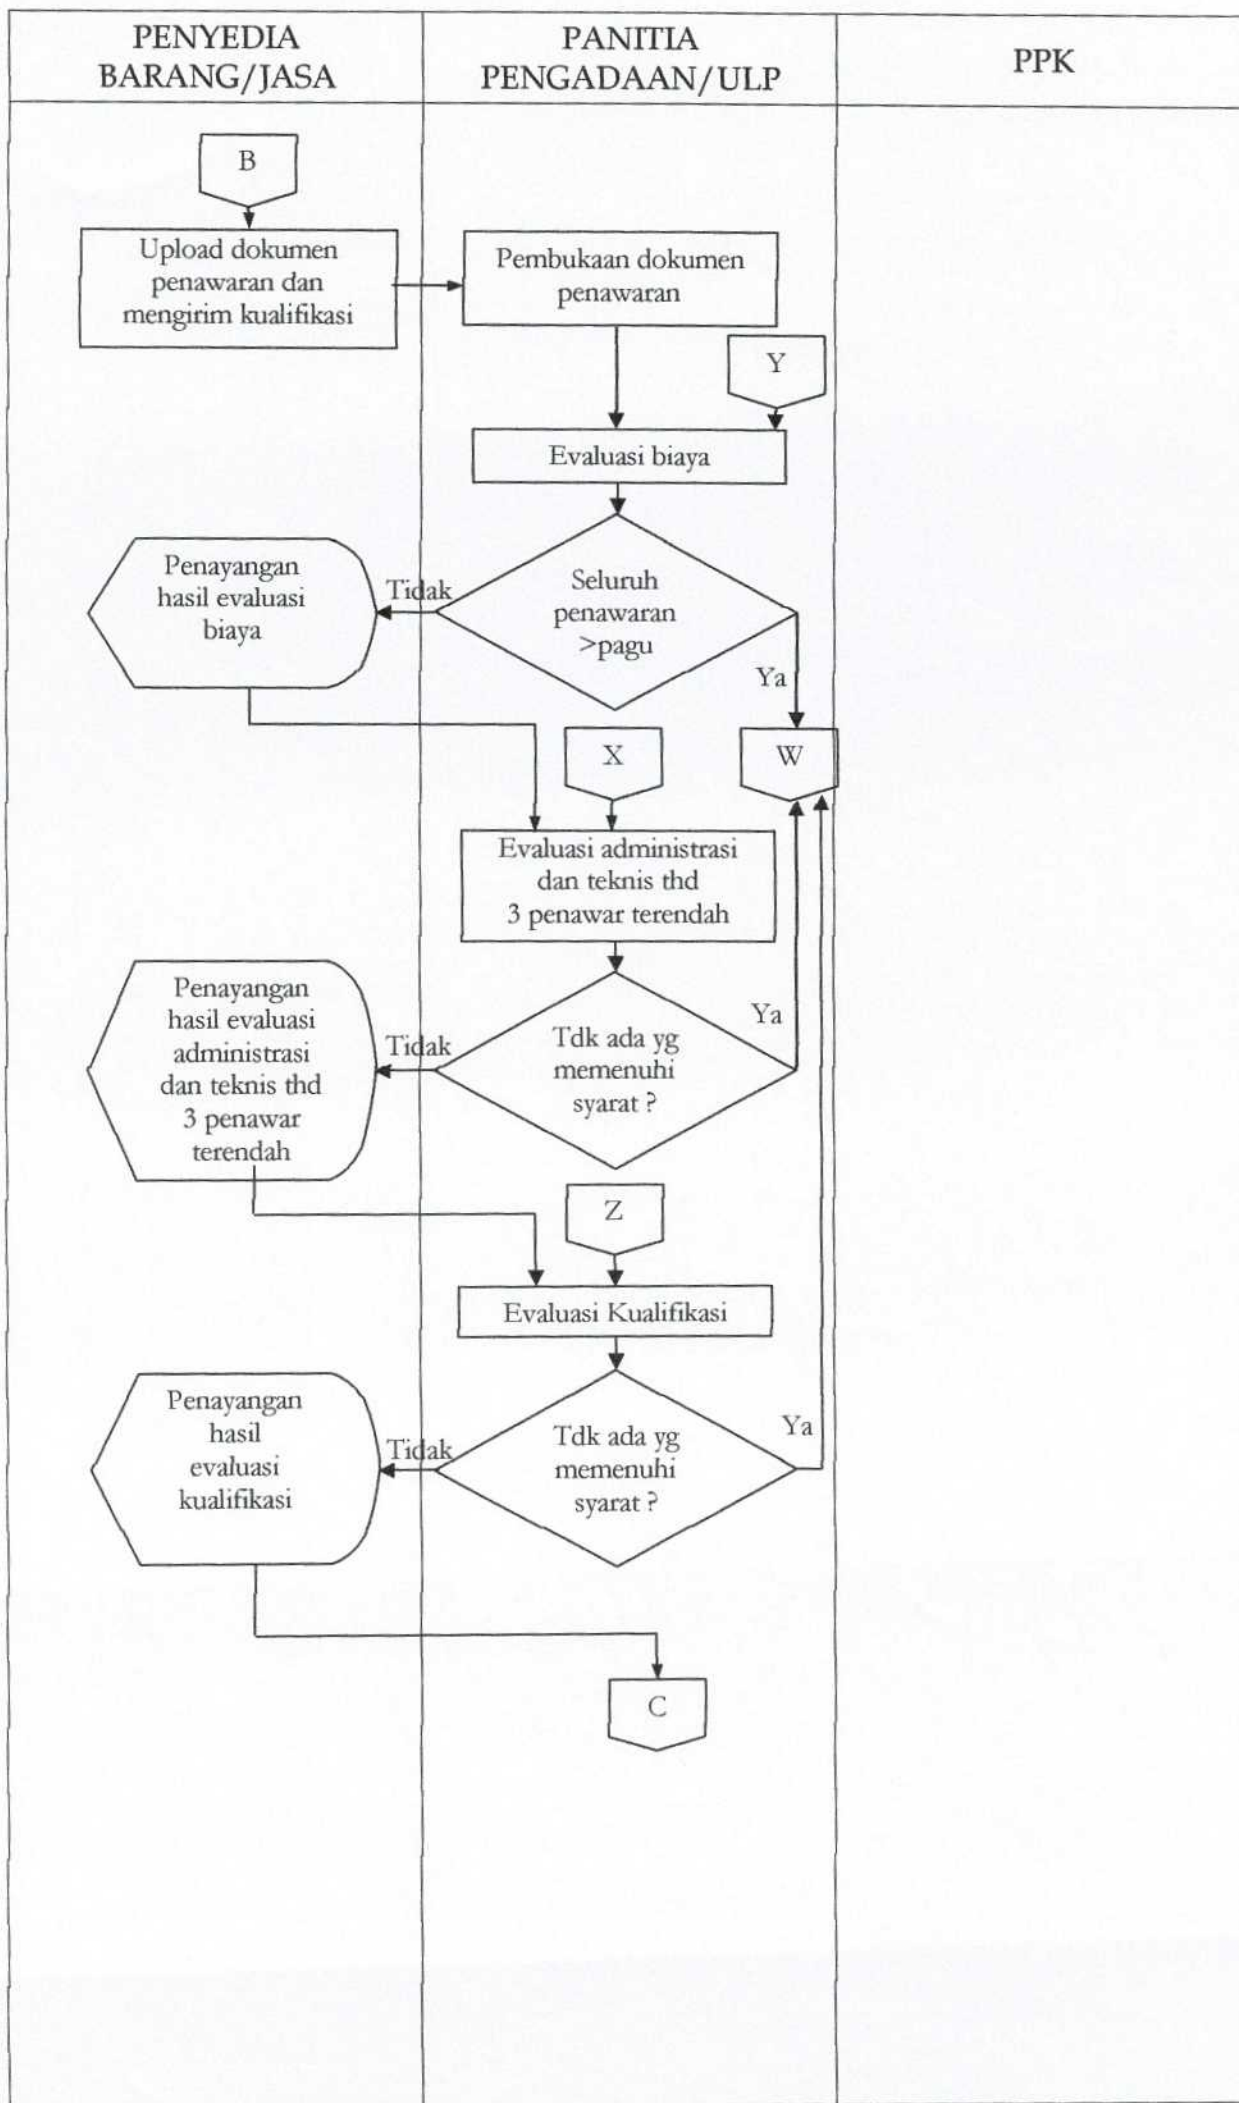 PENYEDIA
BARANG/JASA
PANITIA
PENGADAAN/ULP
PPK
B
Upload dokumen
penawaran dan
mengirim kualifikasi
Pembukaan dokumen
penawaran
Y
Evaluasi biaya
Penayangan
hasil evaluasi
biaya
Tidak
Seluruh
penawaran
>pagu
Ya
X
W
Evaluasi administrasi
dan teknis thd
3 penawar terendah
Penayangan
hasil evaluasi
administrasi
dan teknis thd
3 penawar
terendah
Tidak
Tdk ada yg
memenuhi
syarat ?
Ya
Z
Evaluasi Kualifikasi
Penayangan
hasil
evaluasi
kualifikasi
Tidak
Tdk ada yg
memenuhi
syarat ?
Ya
C